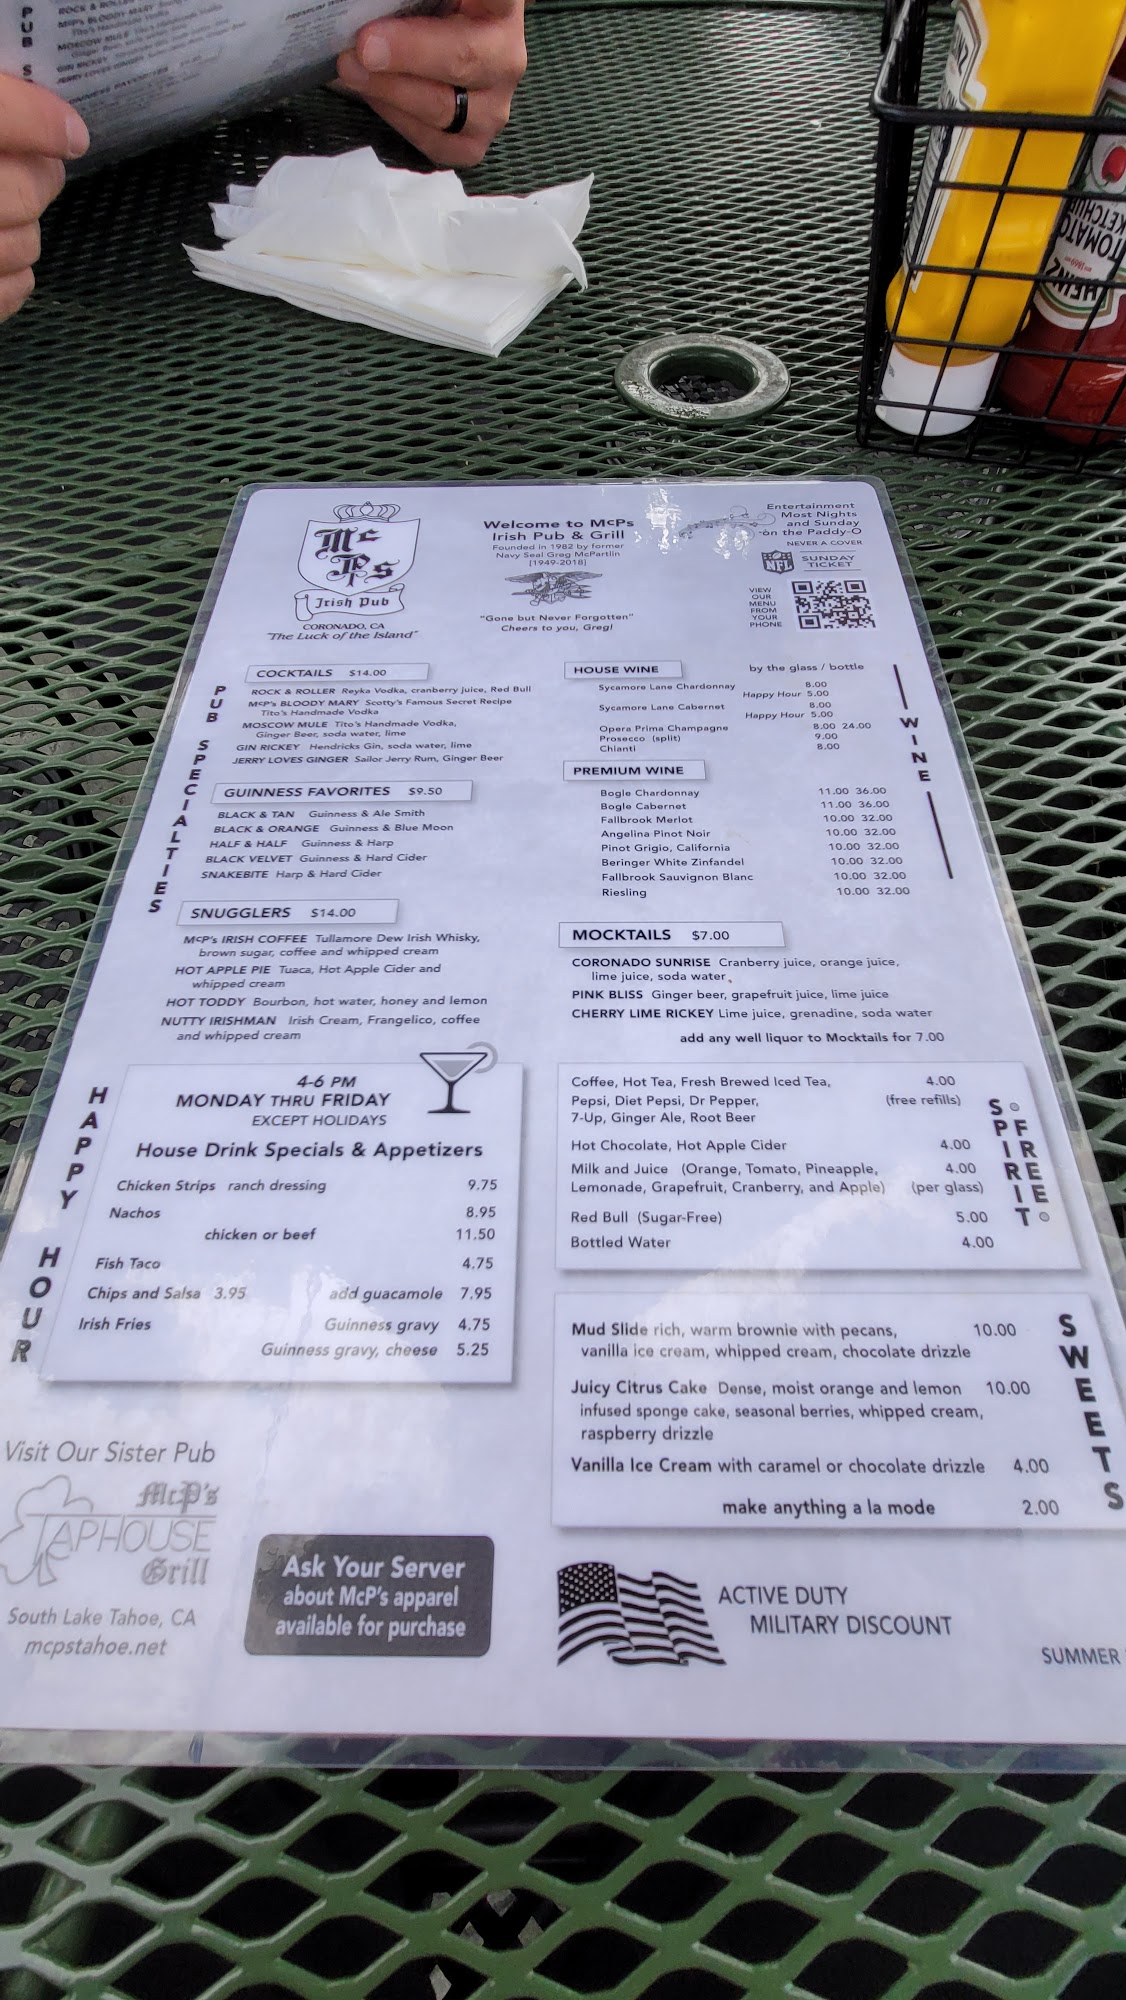 P
U
B
S
ROCK & ROLLER
McP's BLOODY MARY
Tito's Handmade Vodka
MOSCOW MULE
GIN RICKEY
JERRY LOVES GINGER
HEINZ
TOMATO
KETCHUP
HEINZ
McP's
Irish Pub
CORONADO, CA
"The Luck of the Island"
Welcome to McPs
Irish Pub & Grill
Founded in 1982 by former
Navy Seal Greg McPartlin
[1949-2018]
"Gone but Never Forgotten"
Cheers to you, Greg!
Entertainment
Most Nights
and Sunday
on the Paddy-O
NEVER A COVER
NFL SUNDAY
TICKET
VIEW
OUR
MENU
FROM
YOUR
PHONE
PUB SPECIALTIES
COCKTAILS $14.00
ROCK & ROLLER Reyka Vodka, cranberry juice, Red Bull
McP's BLOODY MARY Scotty's Famous Secret Recipe
Tito's Handmade Vodka
MOSCOW MULE Tito's Handmade Vodka,
Ginger Beer, soda water, lime
GIN RICKEY Hendricks Gin, soda water, lime
JERRY LOVES GINGER Sailor Jerry Rum, Ginger Beer
GUINNESS FAVORITES $9.50
BLACK & TAN Guinness & Ale Smith
BLACK & ORANGE Guinness & Blue Moon
HALF & HALF Guinness & Harp
BLACK VELVET Guinness & Hard Cider
SNAKEBITE Harp & Hard Cider
SNUGGLERS $14.00
McP's IRISH COFFEE Tullamore Dew Irish Whisky,
brown sugar, coffee and whipped cream
HOT APPLE PIE Tuaca, Hot Apple Cider and
whipped cream
HOT TODDY Bourbon, hot water, honey and lemon
NUTTY IRISHMAN Irish Cream, Frangelico, coffee
and whipped cream
WINE
HOUSE WINE by the glass / bottle
Sycamore Lane Chardonnay 8.00
Happy Hour 5.00
Sycamore Lane Cabernet 8.00
Happy Hour 5.00
Opera Prima Champagne 8.00 24.00
Prosecco (split) 9.00
Chianti 8.00
PREMIUM WINE
Bogle Chardonnay 11.00 36.00
Bogle Cabernet 11.00 36.00
Fallbrook Merlot 10.00 32.00
Angelina Pinot Noir 10.00 32.00
Pinot Grigio, California 10.00 32.00
Beringer White Zinfandel 10.00 32.00
Fallbrook Sauvignon Blanc 10.00 32.00
Riesling 10.00 32.00
MOCKTAILS $7.00
CORONADO SUNRISE Cranberry juice, orange juice,
lime juice, soda water
PINK BLISS Ginger beer, grapefruit juice, lime juice
CHERRY LIME RICKEY Lime juice, grenadine, soda water
add any well liquor to Mocktails for 7.00
HAPPY HOUR
4-6 PM
MONDAY THRU FRIDAY
EXCEPT HOLIDAYS
House Drink Specials & Appetizers
Chicken Strips ranch dressing 9.75
Nachos 8.95
chicken or beef 11.50
Fish Taco 4.75
Chips and Salsa 3.95 add guacamole 7.95
Irish Fries Guinness gravy 4.75
Guinness gravy, cheese 5.25
SPIRIT FREE
Coffee, Hot Tea, Fresh Brewed Iced Tea, 4.00
Pepsi, Diet Pepsi, Dr Pepper, (free refills)
7-Up, Ginger Ale, Root Beer
Hot Chocolate, Hot Apple Cider 4.00
Milk and Juice (Orange, Tomato, Pineapple, 4.00
Lemonade, Grapefruit, Cranberry, and Apple) (per glass)
Red Bull (Sugar-Free) 5.00
Bottled Water 4.00
SWEETS
Mud Slide rich, warm brownie with pecans, 10.00
vanilla ice cream, whipped cream, chocolate drizzle
Juicy Citrus Cake Dense, moist orange and lemon 10.00
infused sponge cake, seasonal berries, whipped cream,
raspberry drizzle
Vanilla Ice Cream with caramel or chocolate drizzle 4.00
make anything a la mode 2.00
Visit Our Sister Pub
McP's
TAPHOUSE
Grill
South Lake Tahoe, CA
mcpstahoe.net
Ask Your Server
about McP's apparel
available for purchase
ACTIVE DUTY
MILITARY DISCOUNT
SUMMER